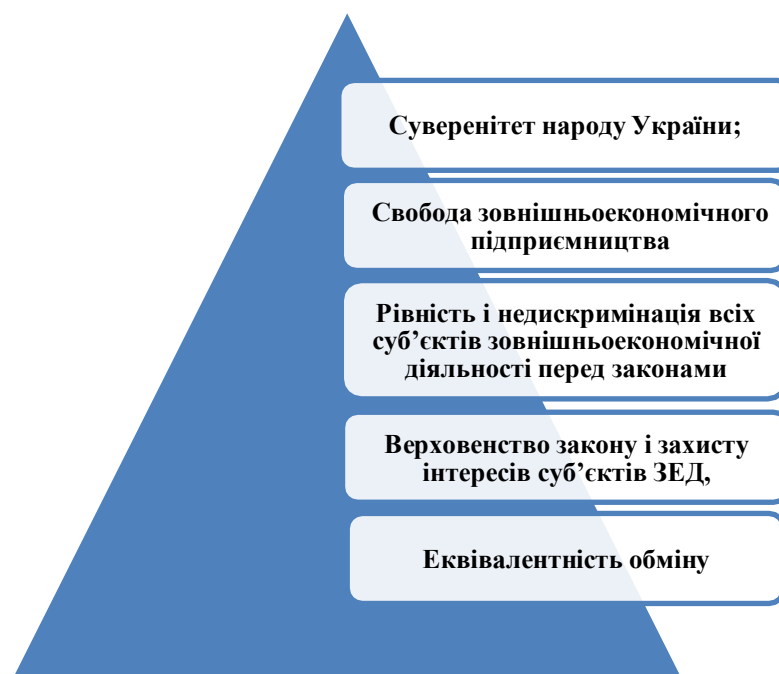 Суверенітет народу України;
Свобода зовнішньоекономічного
підприємництва
Рівність і недискримінація всіх
суб’єктів зовнішньоекономічної
діяльності перед законами
Верховенство закону і захисту
інтересів суб’єктів ЗЕД,
Еквівалентність обміну